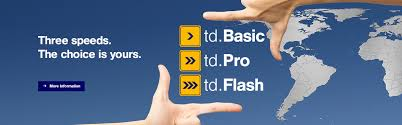 Three speeds.
The choice is yours.
More information
td.Basic
td.Pro
td.Flash